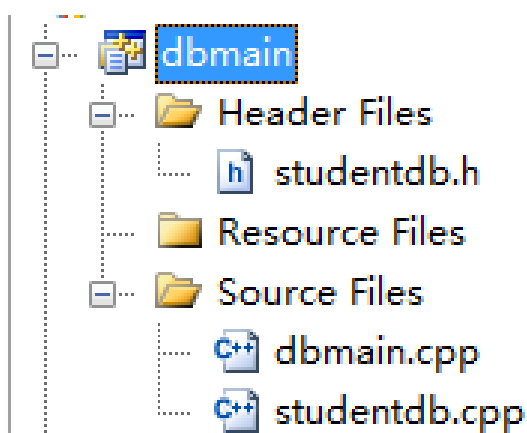 dbmain
Header Files
h studentdb.h
Resource Files
Source Files
C++ dbmain.cpp
C++ studentdb.cpp